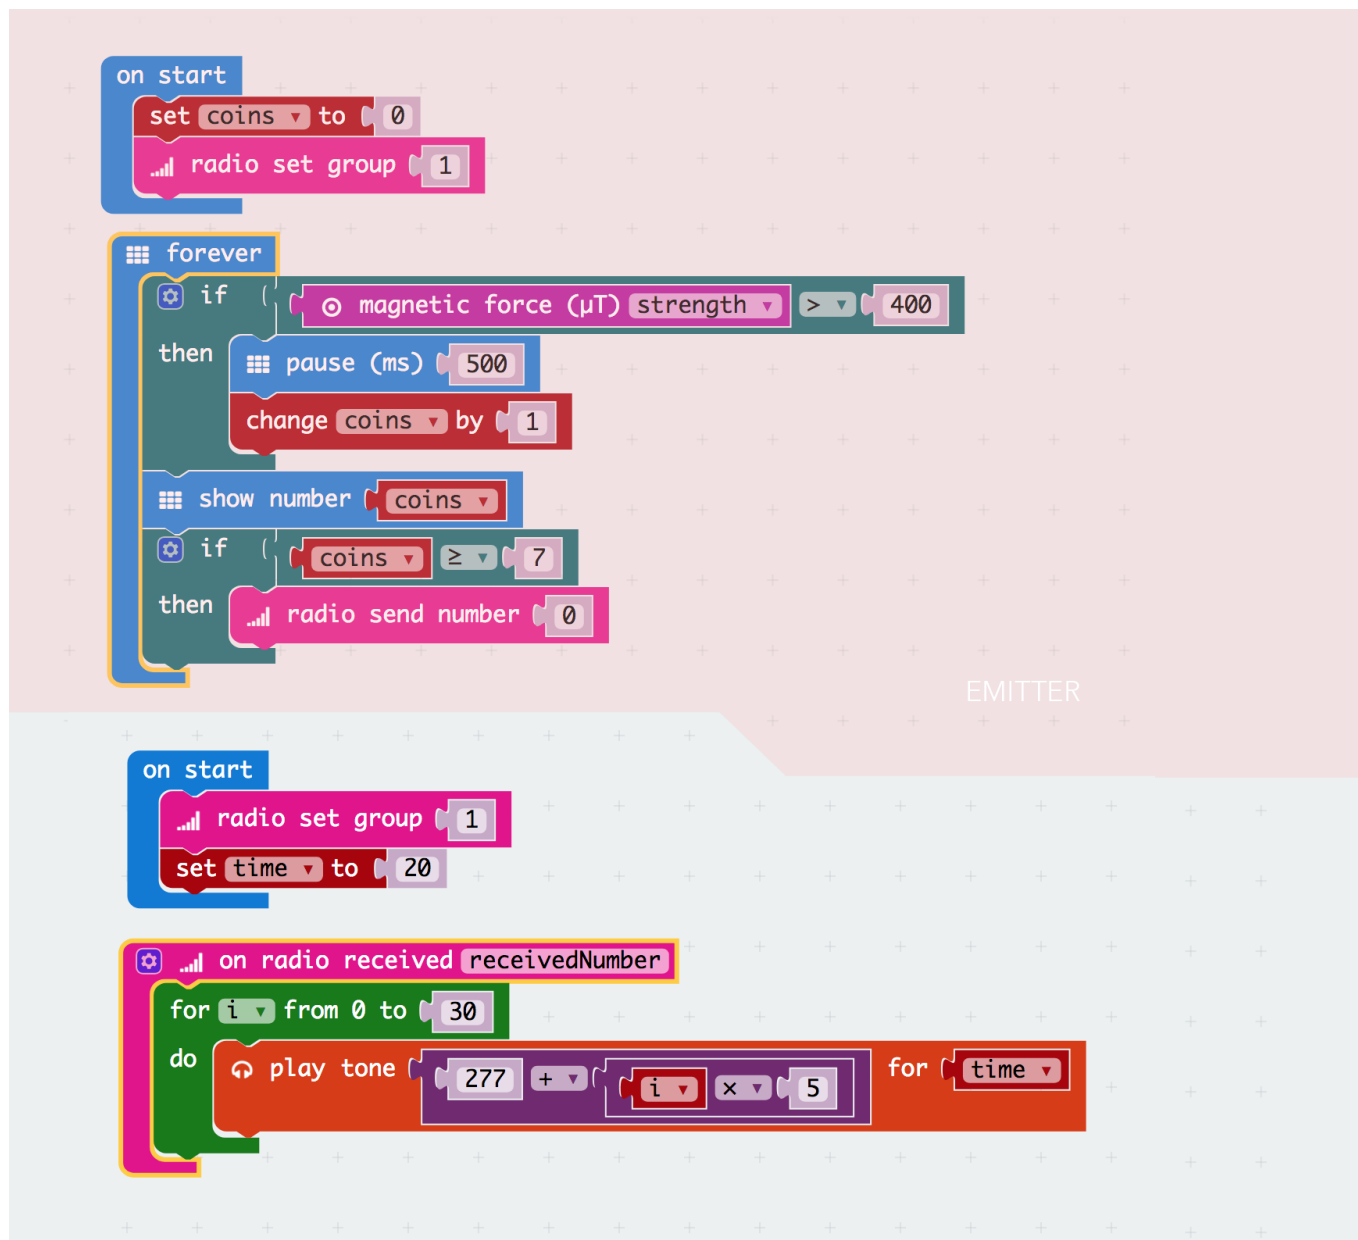 on start
set coins to 0
radio set group 1
forever
if magnetic force (µT) strength > 400
then pause (ms) 500
change coins by 1
show number coins
if coins ≥ 7
then radio send number 0
EMITTER
on start
radio set group 1
set time to 20
on radio received receivedNumber
for i from 0 to 30
do play tone 277 + i × 5 for time